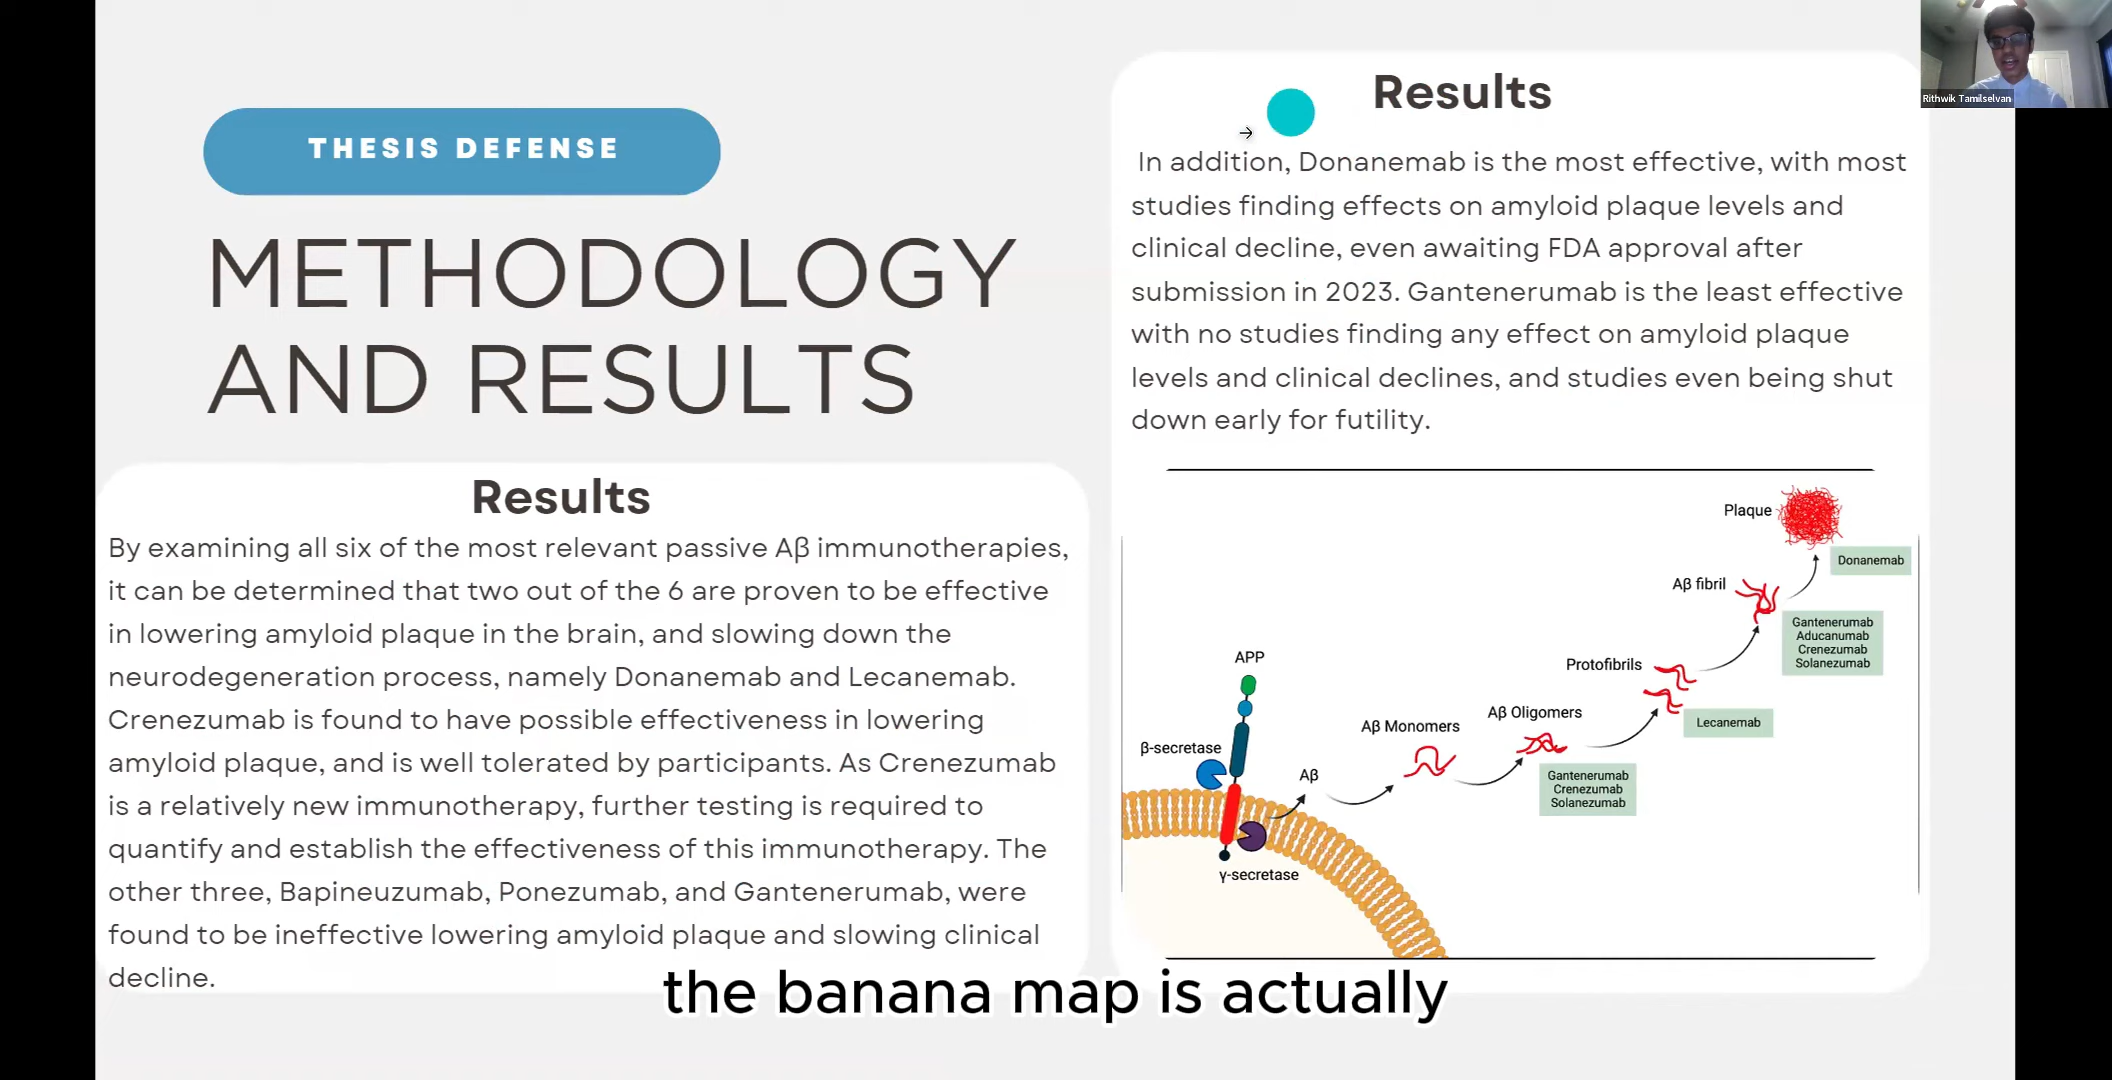 THESIS DEFENSE
METHODOLOGY
AND RESULTS
Results
By examining all six of the most relevant passive Aβ immunotherapies,
it can be determined that two out of the 6 are proven to be effective
in lowering amyloid plaque in the brain, and slowing down the
neurodegeneration process, namely Donanemab and Lecanemab.
Crenezumab is found to have possible effectiveness in lowering
amyloid plaque, and is well tolerated by participants. As Crenezumab
is a relatively new immunotherapy, further testing is required to
quantify and establish the effectiveness of this immunotherapy. The
other three, Bapineuzumab, Ponezumab, and Gantenerumab, were
found to be ineffective lowering amyloid plaque and slowing clinical
decline.
Results
In addition, Donanemab is the most effective, with most
studies finding effects on amyloid plaque levels and
clinical decline, even awaiting FDA approval after
submission in 2023. Gantenerumab is the least effective
with no studies finding any effect on amyloid plaque
levels and clinical declines, and studies even being shut
down early for futility.
Plaque
Donanemab
Aβ fibril
Gantenerumab
Aducanumab
Crenezumab
Solanezumab
Protofibrils
Lecanemab
Aβ Oligomers
Gantenerumab
Crenezumab
Solanezumab
Aβ Monomers
Aβ
APP
β-secretase
γ-secretase
Rithwik Tamilselvan
the banana map is actually